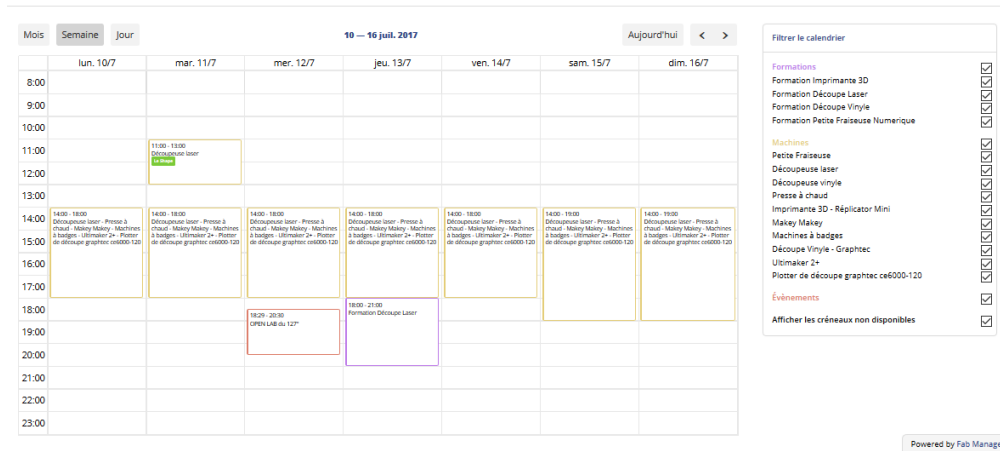 Mois Semaine Jour
10 — 16 juil. 2017
Aujourd'hui < >
lun. 10/7 mar. 11/7 mer. 12/7 jeu. 13/7 ven. 14/7 sam. 15/7 dim. 16/7
8:00
9:00
10:00
11:00
12:00
13:00
14:00
15:00
16:00
17:00
18:00
19:00
20:00
21:00
22:00
23:00
11:00 - 13:00
Découpeuse laser
14:00 - 18:00
Découpeuse laser - Presse à
chaud - Makey Makey - Machines
à badges - Ultimaker 2+ - Plotter
de découpe graphtec ce6000-120
14:00 - 18:00
Découpeuse laser - Presse à
chaud - Makey Makey - Machines
à badges - Ultimaker 2+ - Plotter
de découpe graphtec ce6000-120
14:00 - 18:00
Découpeuse laser - Presse à
chaud - Makey Makey - Machines
à badges - Ultimaker 2+ - Plotter
de découpe graphtec ce6000-120
18:29 - 20:30
OPEN LAB du 127°
14:00 - 18:00
Découpeuse laser - Presse à
chaud - Makey Makey - Machines
à badges - Ultimaker 2+ - Plotter
de découpe graphtec ce6000-120
18:00 - 21:00
Formation Découpe Laser
14:00 - 18:00
Découpeuse laser - Presse à
chaud - Makey Makey - Machines
à badges - Ultimaker 2+ - Plotter
de découpe graphtec ce6000-120
14:00 - 19:00
Découpeuse laser - Presse à
chaud - Makey Makey - Machines
à badges - Ultimaker 2+ - Plotter
de découpe graphtec ce6000-120
14:00 - 19:00
Découpeuse laser - Presse à
chaud - Makey Makey - Machines
à badges - Ultimaker 2+ - Plotter
de découpe graphtec ce6000-120
Filtrer le calendrier
Formations
Formation Imprimante 3D
Formation Découpe Laser
Formation Découpe Vinyle
Formation Petite Fraiseuse Numerique
Machines
Petite Fraiseuse
Découpeuse laser
Découpeuse vinyle
Presse à chaud
Imprimante 3D - Réplicator Mini
Makey Makey
Machines à badges
Découpe Vinyle - Graphtec
Ultimaker 2+
Plotter de découpe graphtec ce6000-120
Événements
Afficher les créneaux non disponibles
Powered by Fab Manage